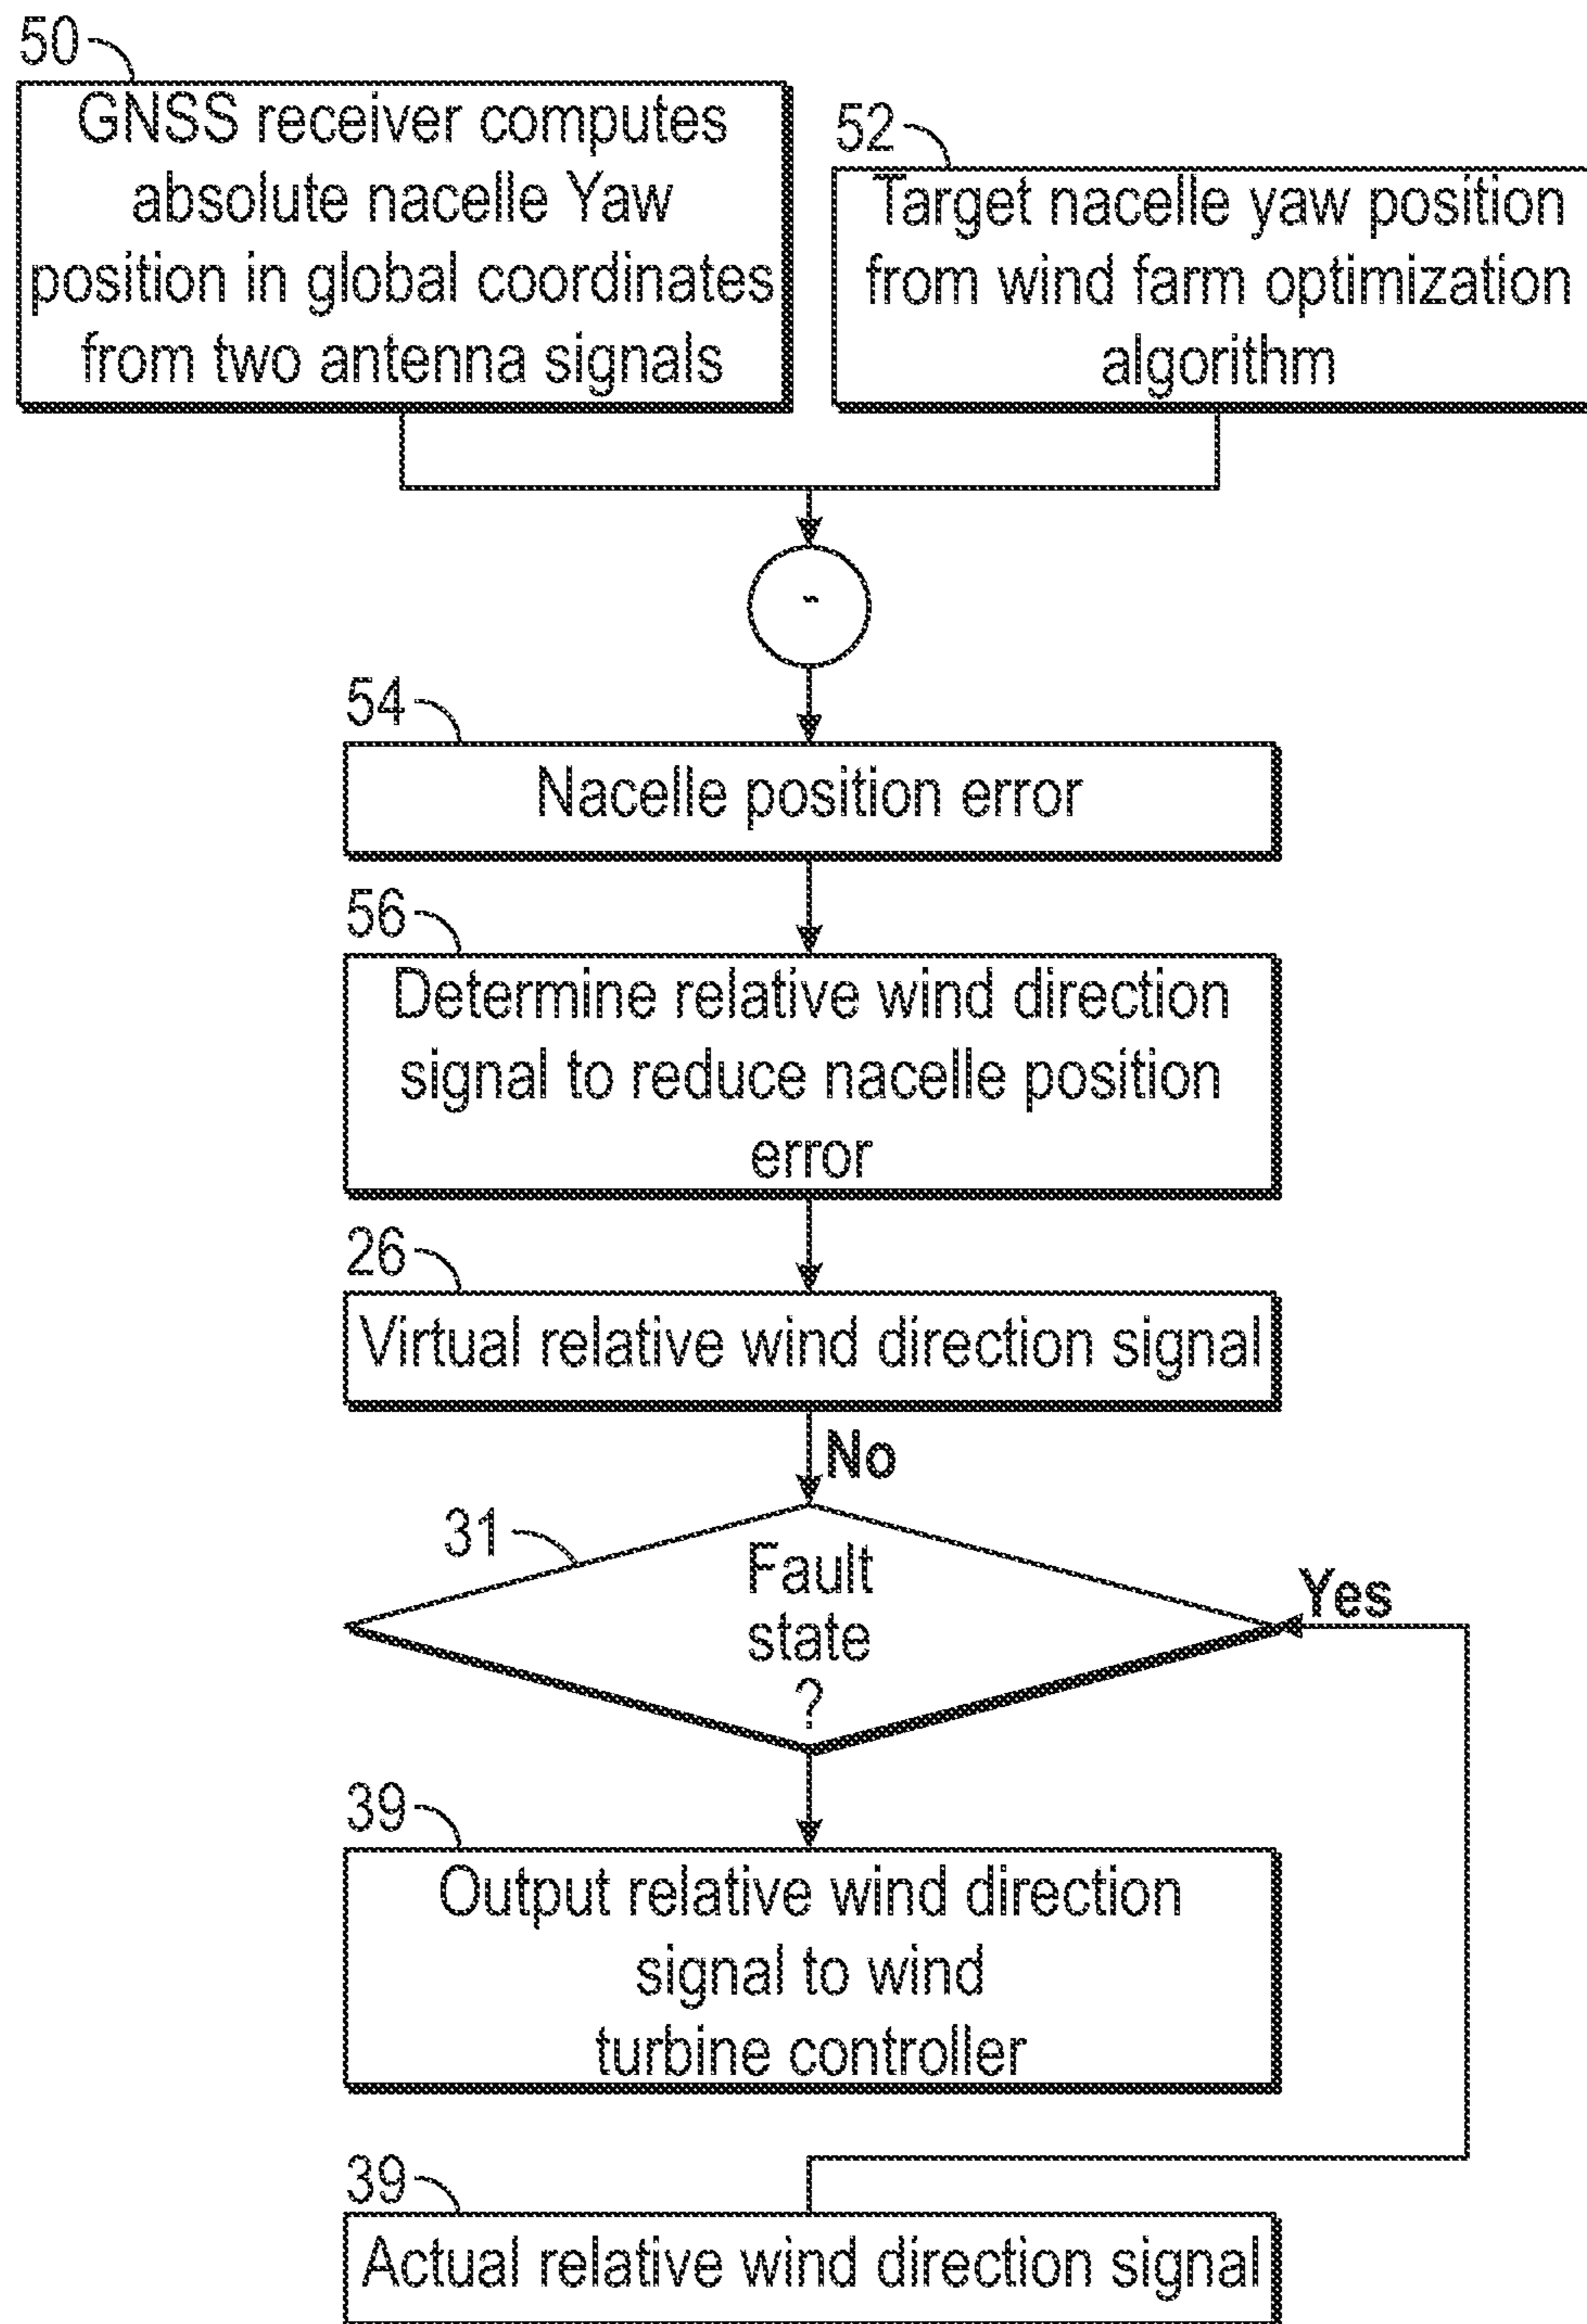 50
GNSS receiver computes
absolute nacelle Yaw
position in global coordinates
from two antenna signals
52
Target nacelle yaw position
from wind farm optimization
algorithm
-
54
Nacelle position error
56
Determine relative wind direction
signal to reduce nacelle position
error
26
Virtual relative wind direction signal
No
31
Fault
state
?
Yes
39
Output relative wind direction
signal to wind
turbine controller
39
Actual relative wind direction signal